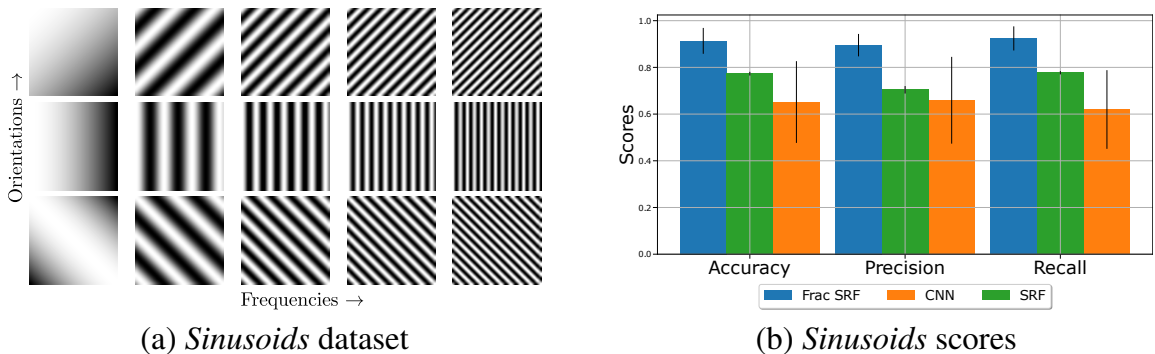 Orientations →
Frequencies →
(a) Sinusoids dataset
1.0
0.8
0.6
0.4
0.2
0.0
Scores
Accuracy Precision Recall
Frac SRF CNN SRF
(b) Sinusoids scores